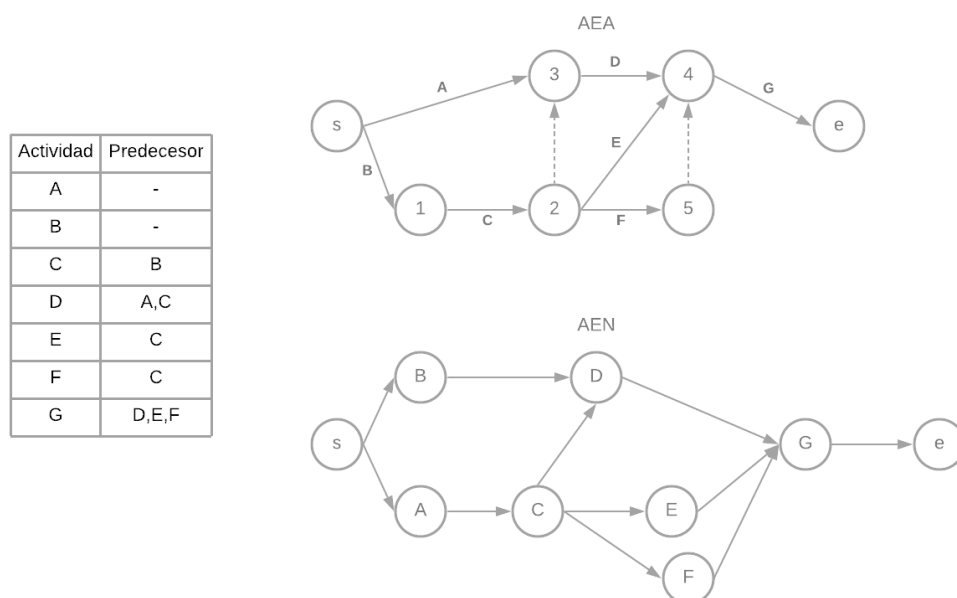 Actividad Predecesor
A -
B -
C B
D A,C
E C
F C
G D,E,F
AEA
s
A
B
3
D
4
G
e
E
1
C
2
F
5
AEN
s
B
D
G
e
A
C
E
F